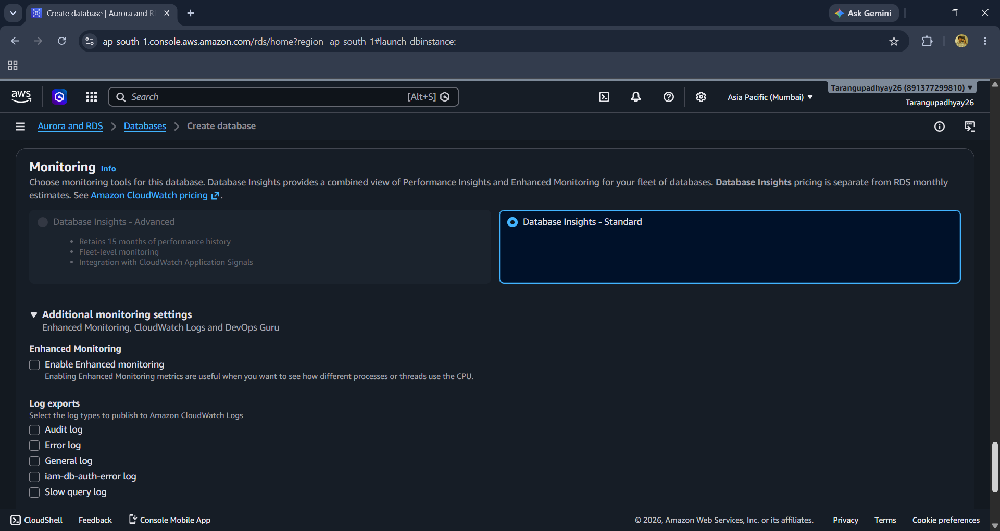 Create database | Aurora and R
Ask Gemini
ap-south-1.console.aws.amazon.com/rds/home?region=ap-south-1#launch-dbinstance:
aws
Search
[Alt+S]
Asia Pacific (Mumbai)
Tarangupadhyay26 (891377299810)
Tarangupadhyay26
Aurora and RDS
Databases
Create database
Monitoring Info
Choose monitoring tools for this database. Database Insights provides a combined view of Performance Insights and Enhanced Monitoring for your fleet of databases. Database Insights pricing is separate from RDS monthly
estimates. See Amazon CloudWatch pricing.
Database Insights - Advanced
• Retains 15 months of performance history
• Fleet-level monitoring
• Integration with CloudWatch Application Signals
Database Insights - Standard
Additional monitoring settings
Enhanced Monitoring, CloudWatch Logs and DevOps Guru
Enhanced Monitoring
Enable Enhanced monitoring
Enabling Enhanced Monitoring metrics are useful when you want to see how different processes or threads use the CPU.
Log exports
Select the log types to publish to Amazon CloudWatch Logs
Audit log
Error log
General log
iam-db-auth-error log
Slow query log
CloudShell
Feedback
Console Mobile App
© 2026, Amazon Web Services, Inc. or its affiliates.
Privacy
Terms
Cookie preferences